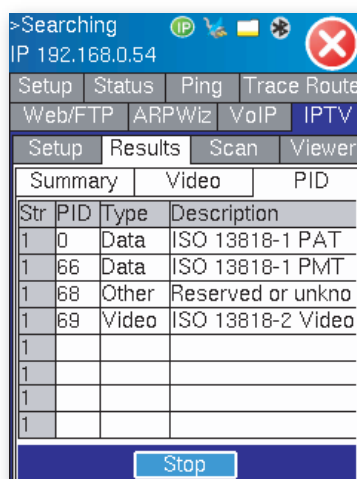 >Searching
IP
IP 192.168.0.54
Setup Status Ping Trace Route
Web/FTP ARPWiz VoIP IPTV
Setup Results Scan Viewer
Summary Video PID
Str PID Type Description
1 0 Data ISO 13818-1 PAT
1 66 Data ISO 13818-1 PMT
1 68 Other Reserved or unkno
1 69 Video ISO 13818-2 Video
1
1
1
1
Stop